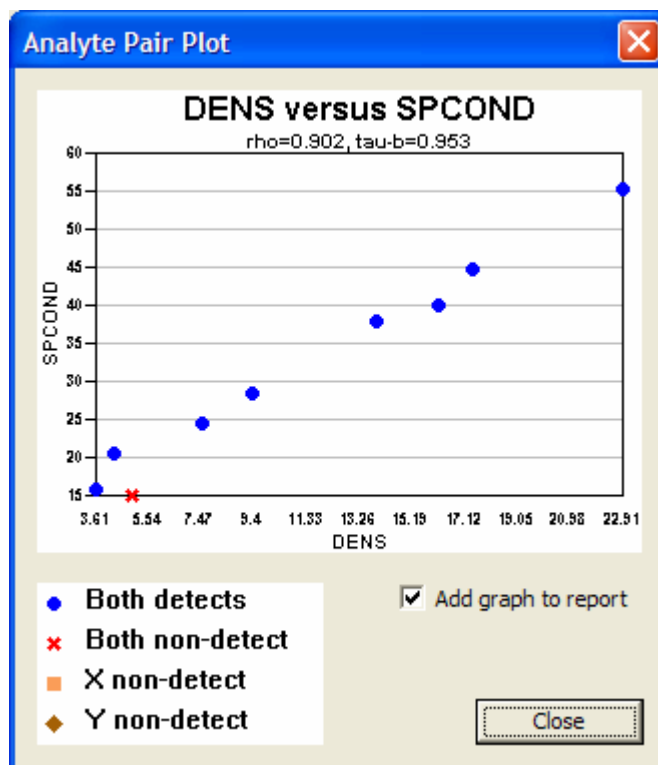 Analyte Pair Plot
DENS versus SPCOND
rho=0.902, tau-b=0.953
60
55
50
45
40
35
30
25
20
15
SPCOND
3.61 5.54 7.47 9.4 11.33 13.26 15.19 17.12 19.05 20.98 22.91
DENS
Both detects
Both non-detect
X non-detect
Y non-detect
Add graph to report
Close